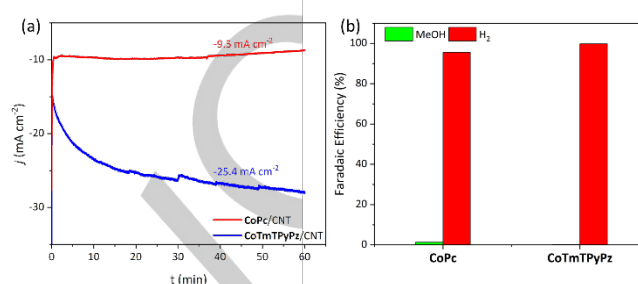 (a)
-9.5 mA cm⁻²
-10
-20
-30
j (mA cm⁻²)
-25.4 mA cm⁻²
CoPc/CNT
CoTmTPyPz/CNT
0 10 20 30 40 50 60
t (min)
(b)
MeOH H₂
100
80
60
40
20
0
Faradaic Efficiency (%)
CoPc CoTmTPyPz